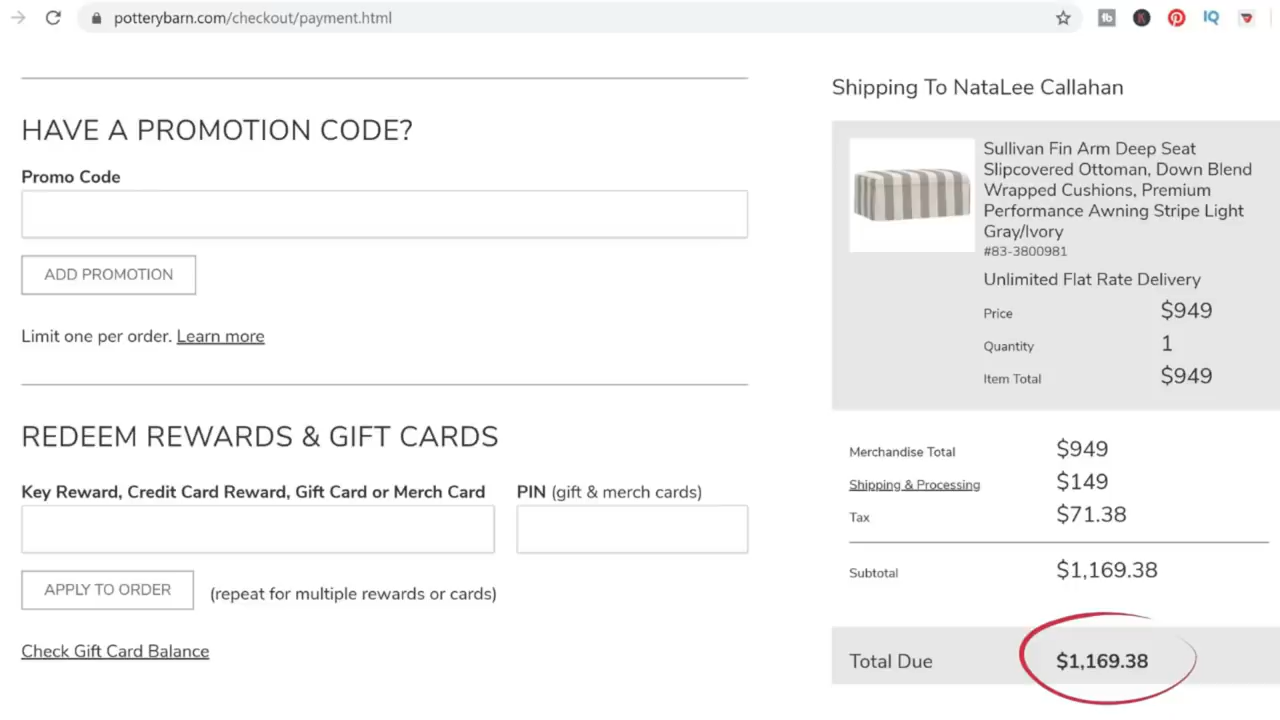 potterybarn.com/checkout/payment.html
IQ
HAVE A PROMOTION CODE?
Promo Code
ADD PROMOTION
Limit one per order. Learn more
REDEEM REWARDS & GIFT CARDS
Key Reward, Credit Card Reward, Gift Card or Merch Card
PIN (gift & merch cards)
APPLY TO ORDER
(repeat for multiple rewards or cards)
Check Gift Card Balance
Shipping To NataLee Callahan
Sullivan Fin Arm Deep Seat
Slipcovered Ottoman, Down Blend
Wrapped Cushions, Premium
Performance Awning Stripe Light
Gray/Ivory
#83-3800981
Unlimited Flat Rate Delivery
Price $949
Quantity 1
Item Total $949
Merchandise Total $949
Shipping & Processing $149
Tax $71.38
Subtotal $1,169.38
Total Due $1,169.38